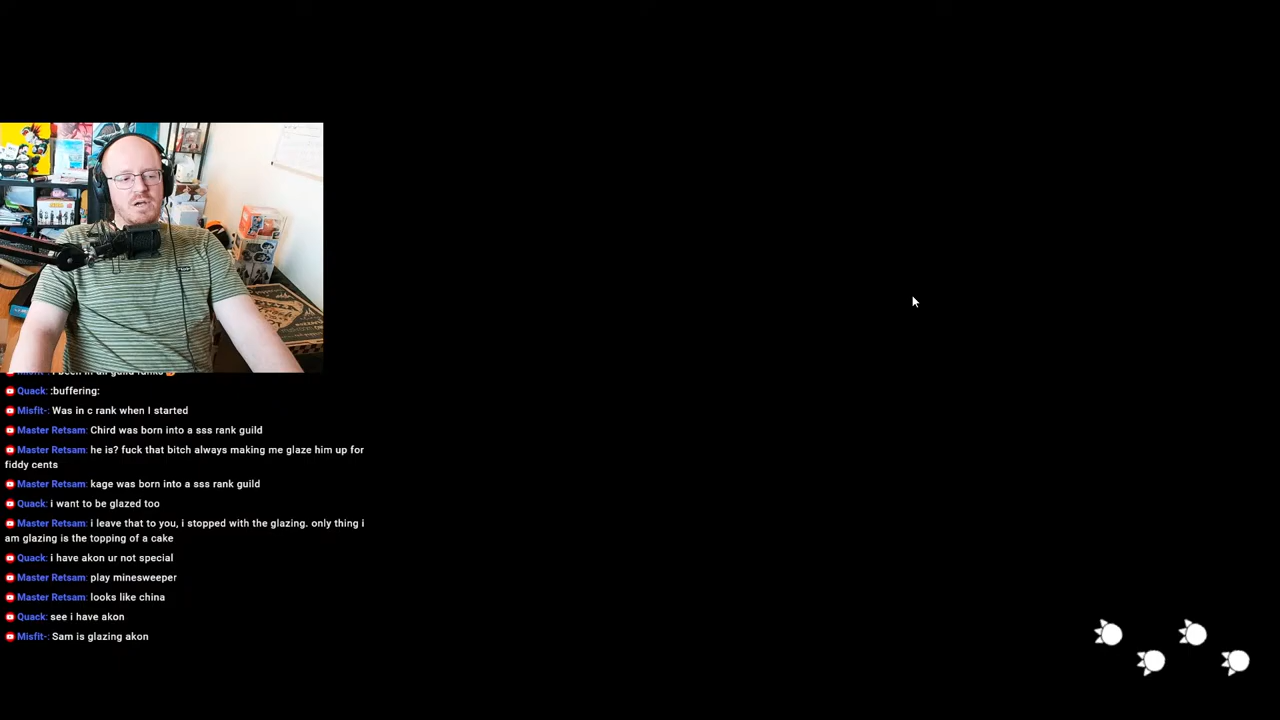 Quack: :buffering:
Misfit-: Was in c rank when I started
Master Retsam: Chird was born into a sss rank guild
Master Retsam: he is? fuck that bitch always making me glaze him up for
fiddy cents
Master Retsam: kage was born into a sss rank guild
Quack: i want to be glazed too
Master Retsam: i leave that to you, i stopped with the glazing. only thing i
am glazing is the topping of a cake
Quack: i have akon ur not special
Master Retsam: play minesweeper
Master Retsam: looks like china
Quack: see i have akon
Misfit-: Sam is glazing akon